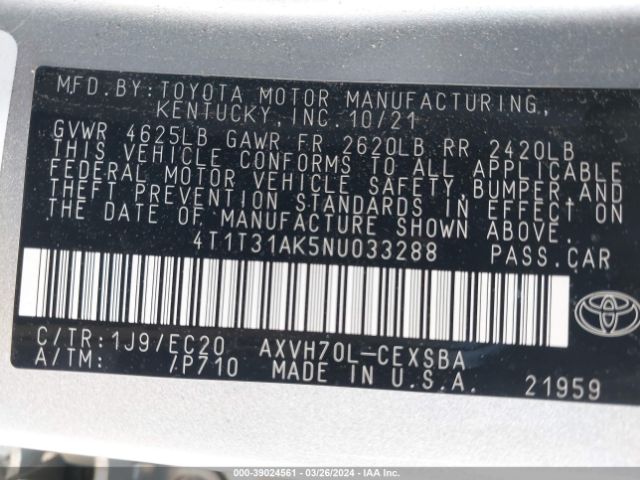 MFD. BY: TOYOTA MOTOR MANUFACTURING,
KENTUCKY, INC. 10/21
GVWR 4625LB GAWR FR 2620LB RR 2420LB
THIS VEHICLE CONFORMS TO ALL APPLICABLE
FEDERAL MOTOR VEHICLE SAFETY, BUMPER, AND
THEFT PREVENTION STANDARDS IN EFFECT ON
THE DATE OF MANUFACTURE SHOWN ABOVE.
4T1T31AK5NU033288 PASS. CAR
C/TR: 1J9/EC20 AXVH70L-CEXSBA
A/TM: /P710 MADE IN U.S.A. 21959
000-39024561 | 03/26/2024 | IAA Inc.